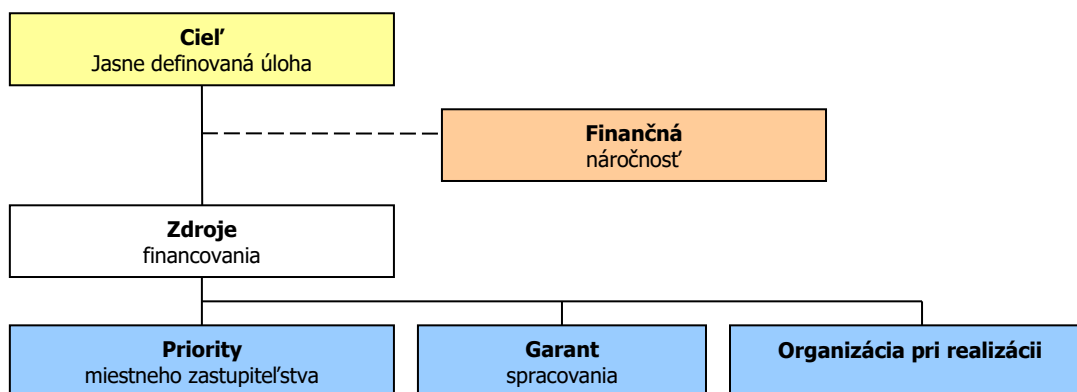 Cieľ
Jasne definovaná úloha
Finančná
náročnosť
Zdroje
financovania
Priority
miestneho zastupiteľstva
Garant
spracovania
Organizácia pri realizácii